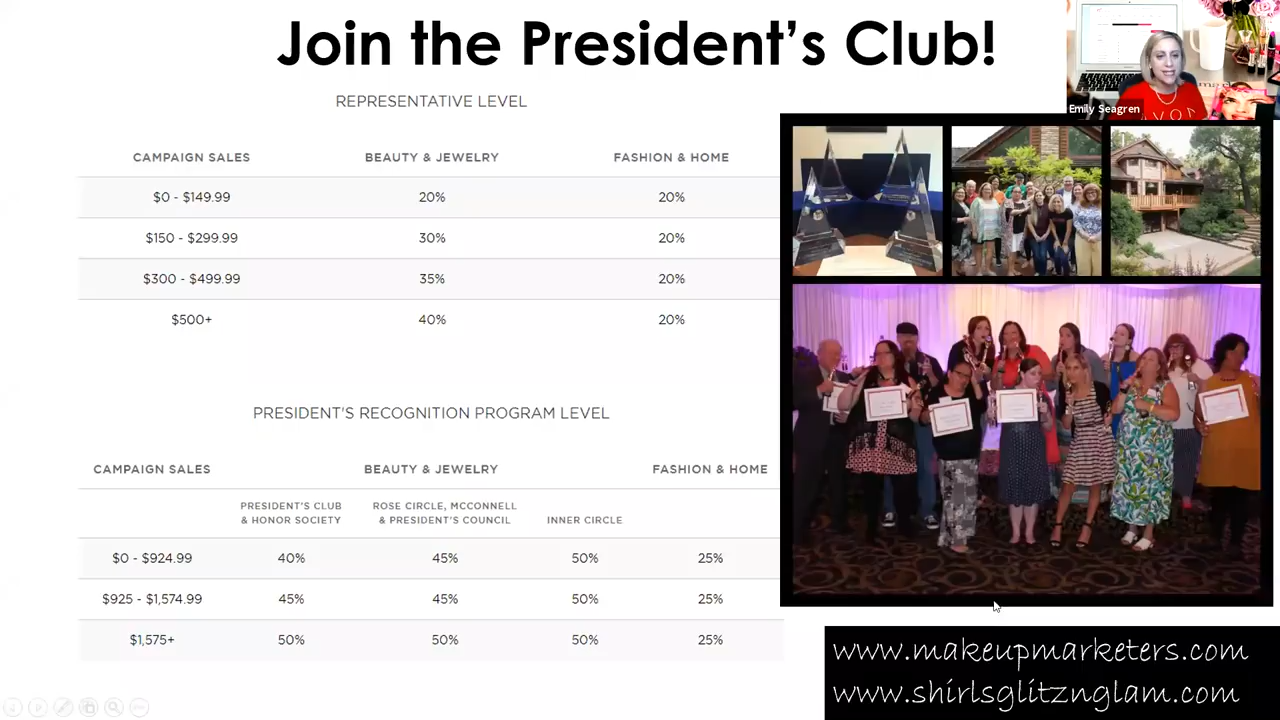 Join the President's Club!
Emily Seagren
REPRESENTATIVE LEVEL
CAMPAIGN SALES BEAUTY & JEWELRY FASHION & HOME
$0 - $149.99 20% 20%
$150 - $299.99 30% 20%
$300 - $499.99 35% 20%
$500+ 40% 20%
PRESIDENT'S RECOGNITION PROGRAM LEVEL
CAMPAIGN SALES BEAUTY & JEWELRY FASHION & HOME
PRESIDENT'S CLUB
& HONOR SOCIETY
ROSE CIRCLE, MCCONNELL
& PRESIDENT'S COUNCIL
INNER CIRCLE
$0 - $924.99 40% 45% 50% 25%
$925 - $1,574.99 45% 45% 50% 25%
$1,575+ 50% 50% 50% 25%
www.makeupmarketers.com
www.shirlsglitznglam.com